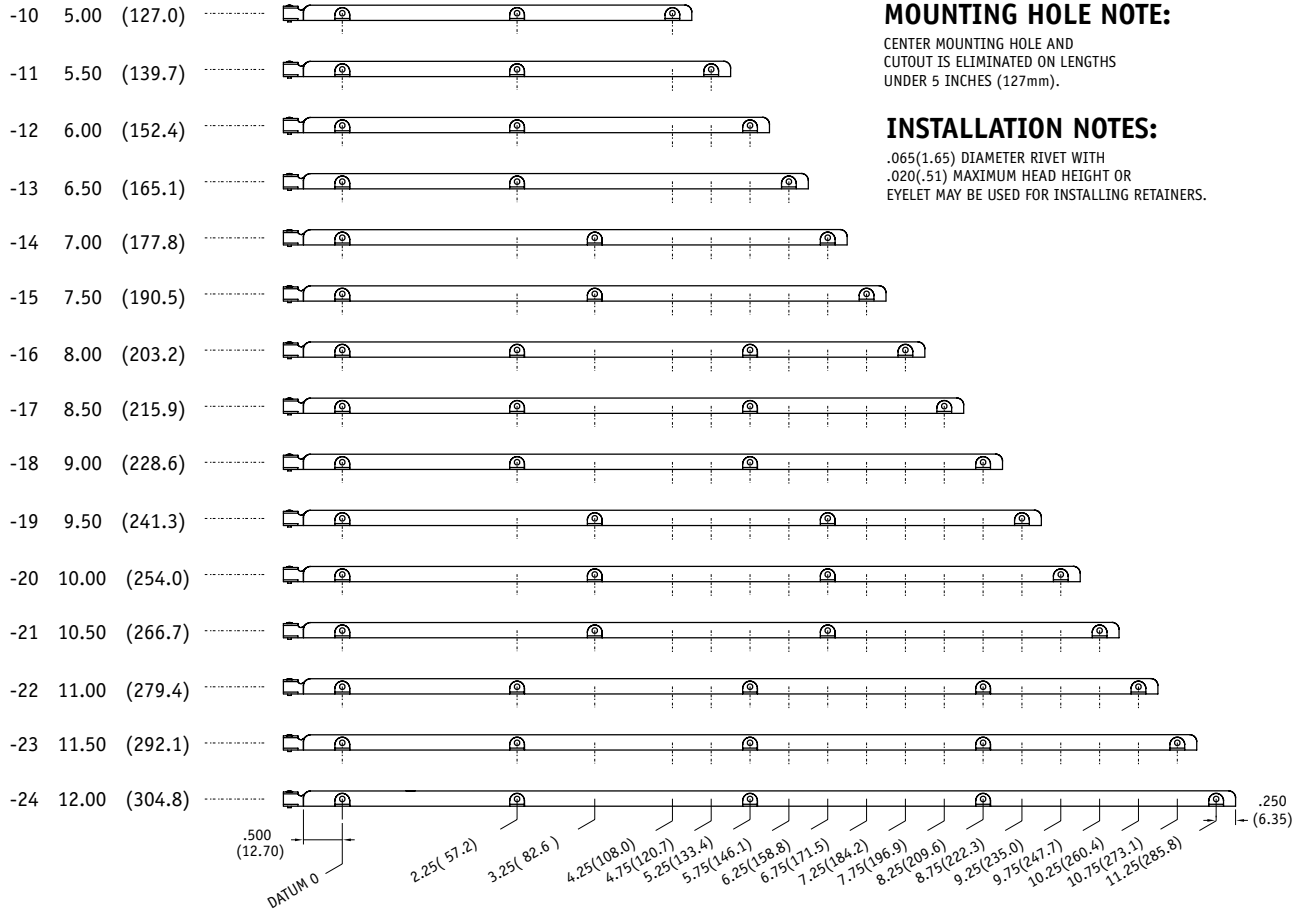 -10 5.00 (127.0)
-11 5.50 (139.7)
-12 6.00 (152.4)
-13 6.50 (165.1)
-14 7.00 (177.8)
-15 7.50 (190.5)
-16 8.00 (203.2)
-17 8.50 (215.9)
-18 9.00 (228.6)
-19 9.50 (241.3)
-20 10.00 (254.0)
-21 10.50 (266.7)
-22 11.00 (279.4)
-23 11.50 (292.1)
-24 12.00 (304.8)
MOUNTING HOLE NOTE:
CENTER MOUNTING HOLE AND
CUTOUT IS ELIMINATED ON LENGTHS
UNDER 5 INCHES (127mm).
INSTALLATION NOTES:
.065(1.65) DIAMETER RIVET WITH
.020(.51) MAXIMUM HEAD HEIGHT OR
EYELET MAY BE USED FOR INSTALLING RETAINERS.
.500
(12.70)
DATUM 0
2.25( 57.2)
3.25( 82.6 )
4.25(108.0)
4.75(120.7)
5.25(133.4)
5.75(146.1)
6.25(158.8)
6.75(171.5)
7.25(184.2)
7.75(196.9)
8.25(209.6)
8.75(222.3)
9.25(235.0)
9.75(247.7)
10.25(260.4)
10.75(273.1)
11.25(285.8)
.250
(6.35)